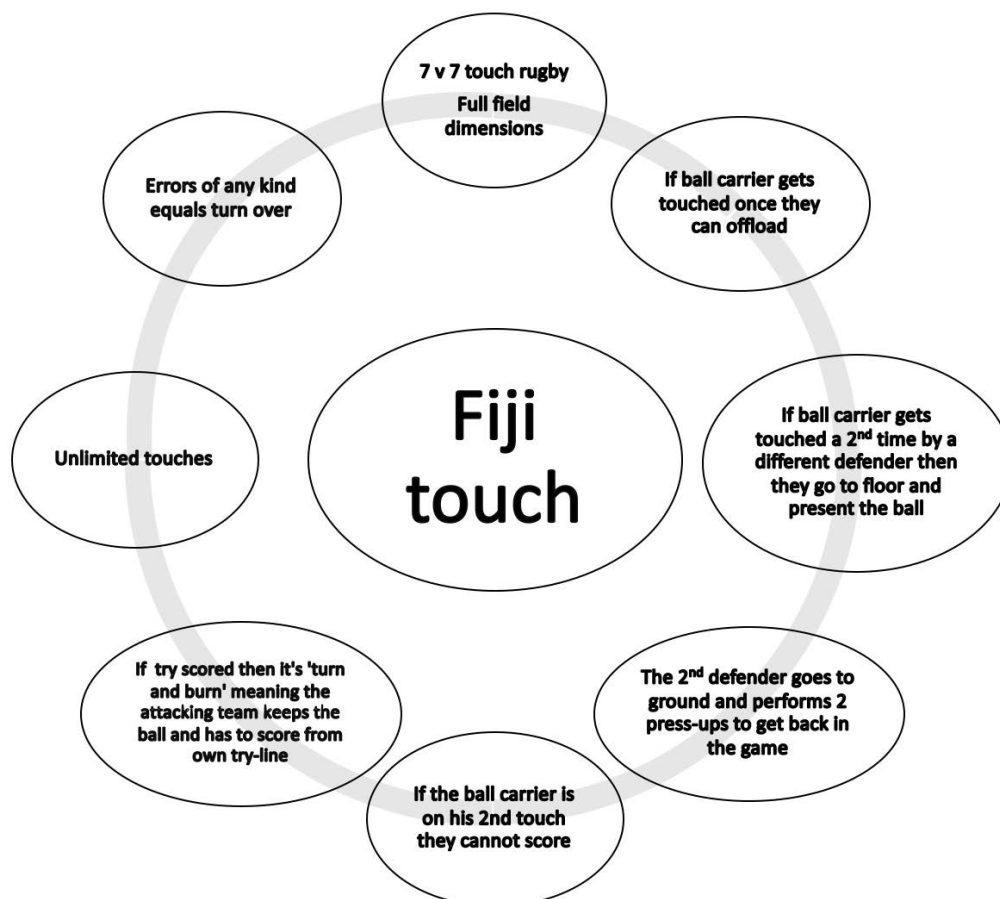 7 v 7 touch rugby
Full field
dimensions
If ball carrier gets
touched once they
can offload
If ball carrier gets
touched a 2nd time by a
different defender then
they go to floor and
present the ball
The 2nd defender goes to
ground and performs 2
press-ups to get back in
the game
If the ball carrier is
on his 2nd touch
they cannot score
If try scored then it's 'turn
and burn' meaning the
attacking team keeps the
ball and has to score from
own try-line
Unlimited touches
Errors of any kind
equals turn over
Fiji
touch